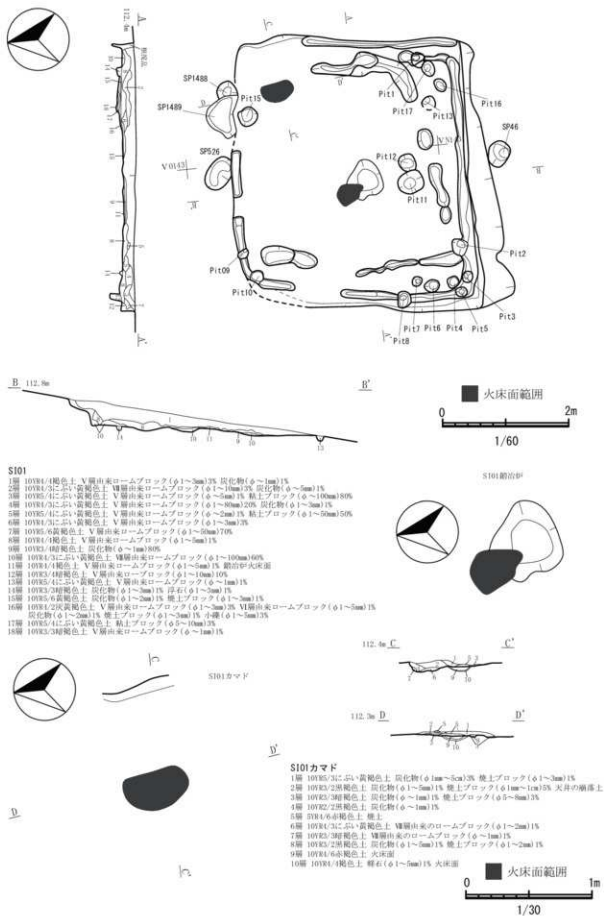 A
A
112.4m
SP1488
SP1489
Pit15
D
D'
Pit1
Pit17
Pit16
Pit13
VN143
SP46
V0143
SP526
Pit12
Pit11
B
B'
Pit2
Pit09
Pit10
Pit3
Pit7
Pit6
Pit4
Pit5
Pit8
A'
A'
B 112.8m
B'
火床面範囲
0 2m
1/60
SI01
1層 10YR4/4褐色土 Ⅴ層由来ロームブロック(φ1～3mm)3% 炭化物(φ～1mm)1%
2層 10YR4/3にぶい黄褐色土 Ⅷ層由来ロームブロック(φ1～10mm)3% 炭化物(φ～5mm)1%
3層 10YR5/4にぶい黄褐色土 Ⅴ層由来ロームブロック(φ～5mm)1% 粘土ブロック(φ～100mm)80%
4層 10YR4/3にぶい黄褐色土 Ⅴ層由来ロームブロック(φ1～80mm)20% 炭化物(φ1～3mm)1%
5層 10YR5/4にぶい黄褐色土 Ⅴ層由来ロームブロック(φ～2mm)1% 粘土ブロック(φ1～50mm)50%
6層 10YR4/3にぶい黄褐色土 Ⅴ層由来ロームブロック(φ1～3mm)3%
7層 10YR5/6黄褐色土 Ⅴ層由来ロームブロック(φ1～50mm)70%
8層 10YR4/4褐色土 Ⅴ層由来ロームブロック(φ1～5mm)1%
9層 10YR3/4暗褐色土 炭化物(φ～1mm)80%
10層 10YR4/3にぶい黄褐色土 Ⅷ層由来ロームブロック(φ1～100mm)60%
11層 10YR4/4褐色土 Ⅴ層由来ロームブロック(φ1～5mm)1% 鍛冶炉火床面
12層 10YR3/4暗褐色土 Ⅴ層由来ロームブロック(φ1～10mm)10%
13層 10YR5/4にぶい黄褐色土 Ⅴ層由来ロームブロック(φ～1mm)1%
14層 10YR3/3暗褐色土 炭化物(φ1～3mm)1% 浮石(φ1～3mm)1%
15層 10YR5/6黄褐色土 炭化物(φ1～2mm)1% 焼土ブロック(φ1～3mm)1%
16層 10YR4/2灰黄褐色土 Ⅴ層由来ロームブロック(φ1～3mm)3% Ⅵ層由来ロームブロック(φ1～5mm)1%
炭化物(φ1～2mm)1% 焼土ブロック(φ1～3mm)1% 小礫(φ1～5mm)3%
17層 10YR5/4にぶい黄褐色土 粘土ブロック(φ5～10mm)3%
18層 10YR3/3暗褐色土 Ⅴ層由来ロームブロック(φ～1mm)1%
SI01鍛冶炉
SI01カマド
112.4m C
C'
112.3m D
D'
D
D'
SI01カマド
1層 10YR5/3にぶい黄褐色土 炭化物(φ1mm～5cm)3% 焼土ブロック(φ1～3mm)1%
2層 10YR3/2黒褐色土 炭化物(φ1～5mm)1% 焼土ブロック(φ1mm～1cm)5% 天井の崩落土
3層 10YR3/3暗褐色土 炭化物(φ～1mm)1% 焼土ブロック(φ5～8mm)3%
4層 10YR2/2黒褐色土 炭化物(φ～1mm)1%
5層 5YR4/6赤褐色土 焼土
6層 10YR4/3にぶい黄褐色土 Ⅷ層由来のロームブロック(φ1～2mm)1%
7層 10YR3/3暗褐色土 Ⅷ層由来のロームブロック(φ～1mm)1%
8層 10YR3/2黒褐色土 炭化物(φ1～5mm)1% 焼土ブロック(φ1～2mm)1%
9層 10YR4/6赤褐色土 火床面
10層 10YR4/4褐色土 軽石(φ1～5mm)1% 火床面
火床面範囲
0 1m
1/30